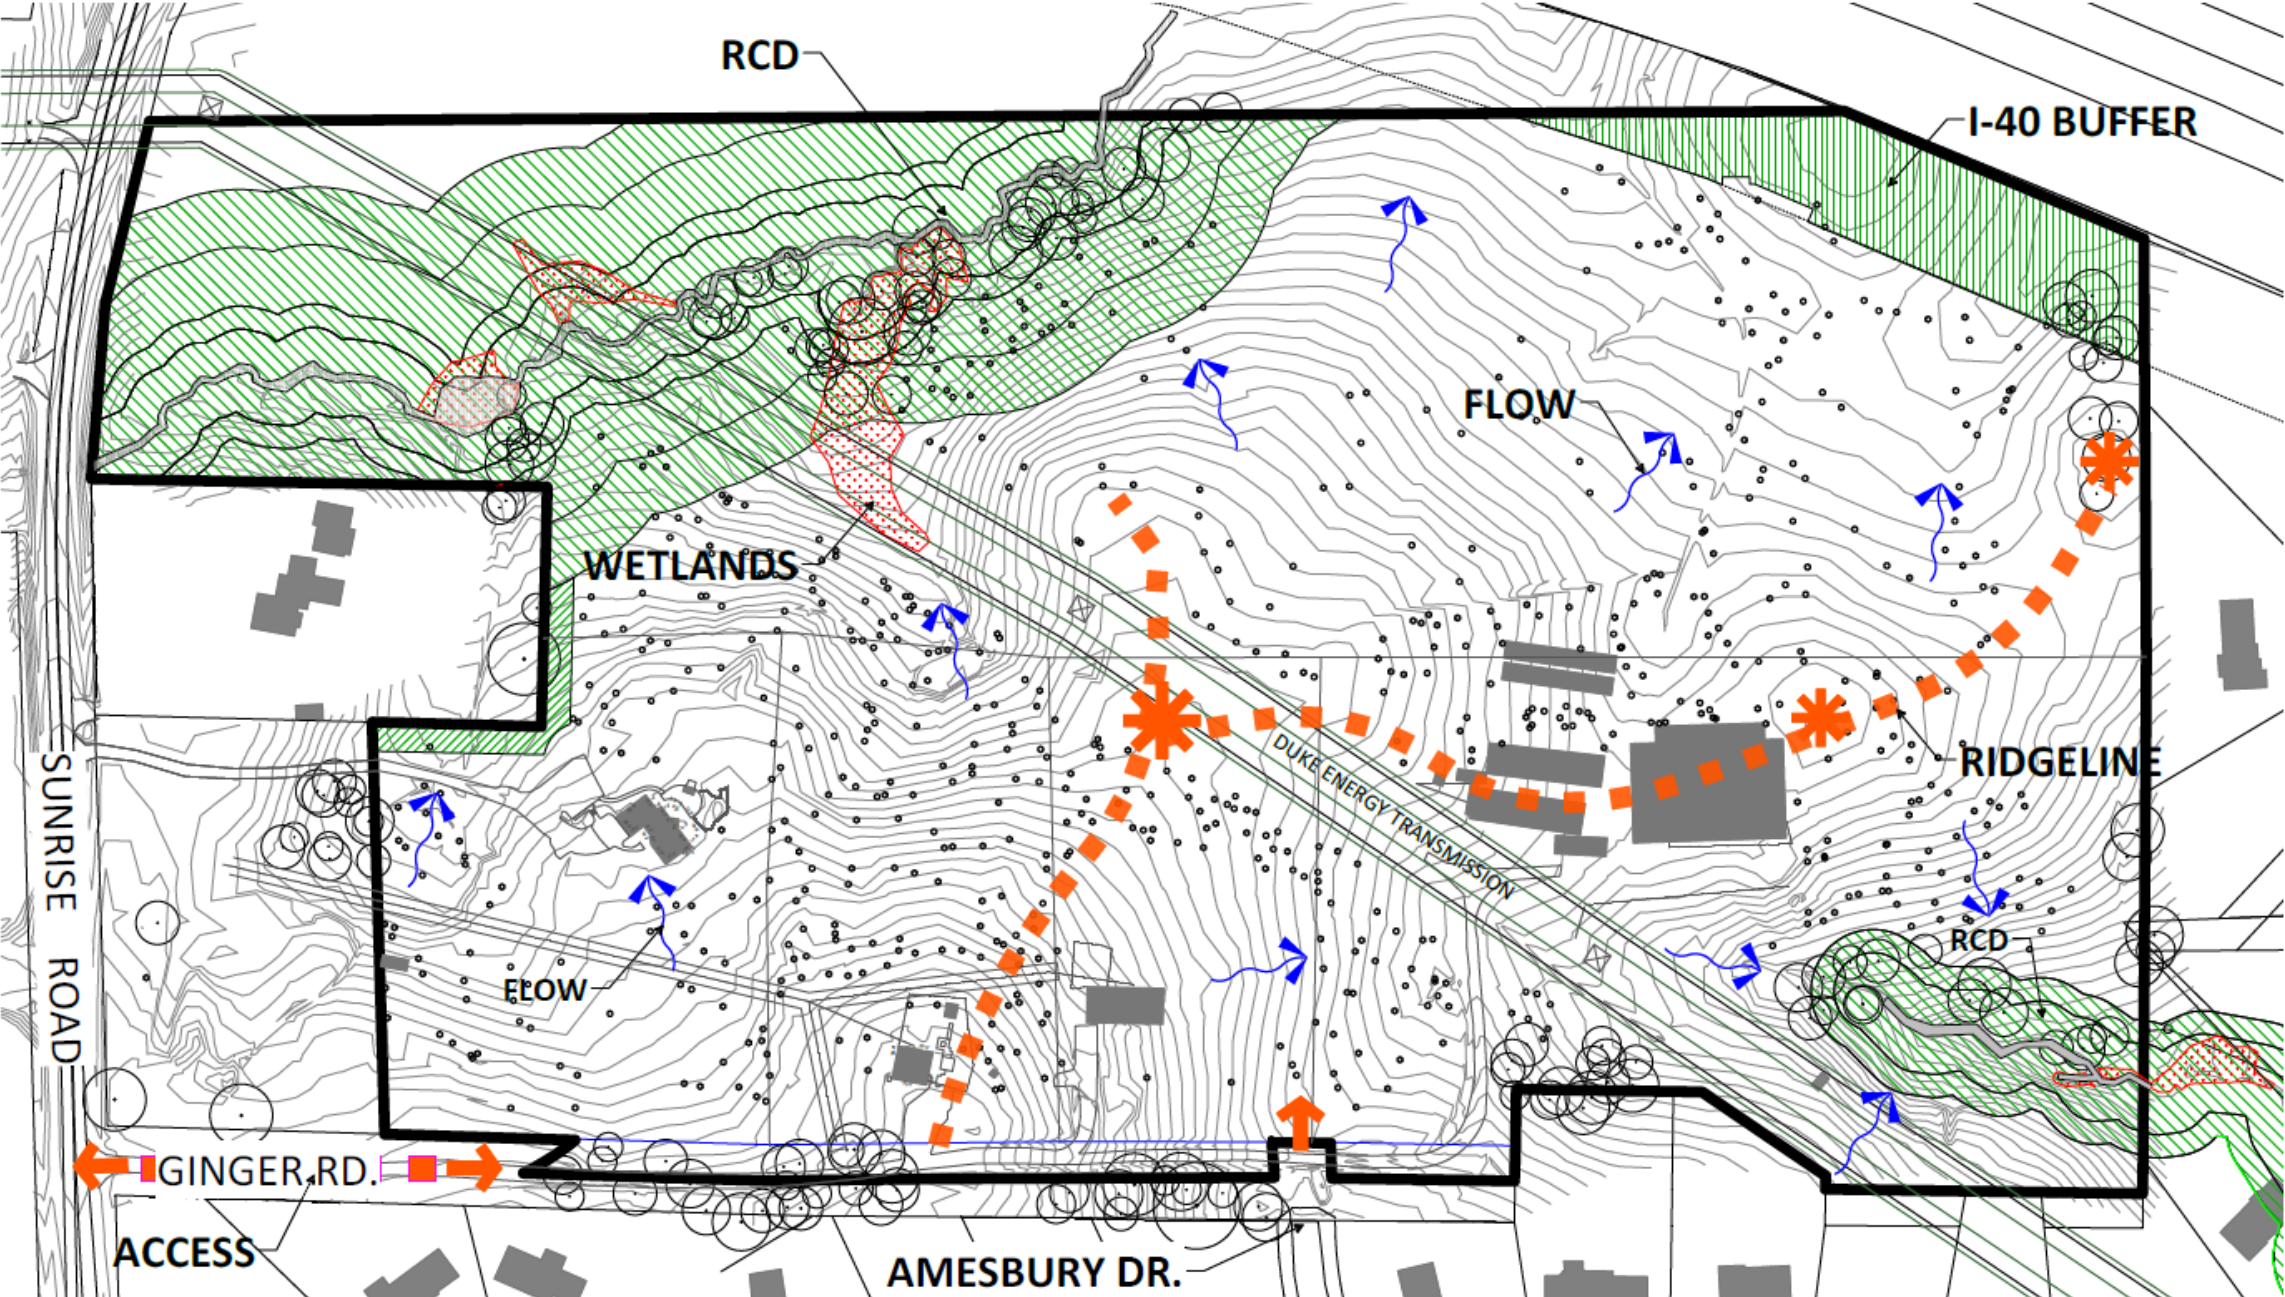 RCD
I-40 BUFFER
FLOW
WETLANDS
DUKE ENERGY TRANSMISSION
RIDGELINE
SUNRISE ROAD
FLOW
RCD
GINGER RD.
ACCESS
AMESBURY DR.